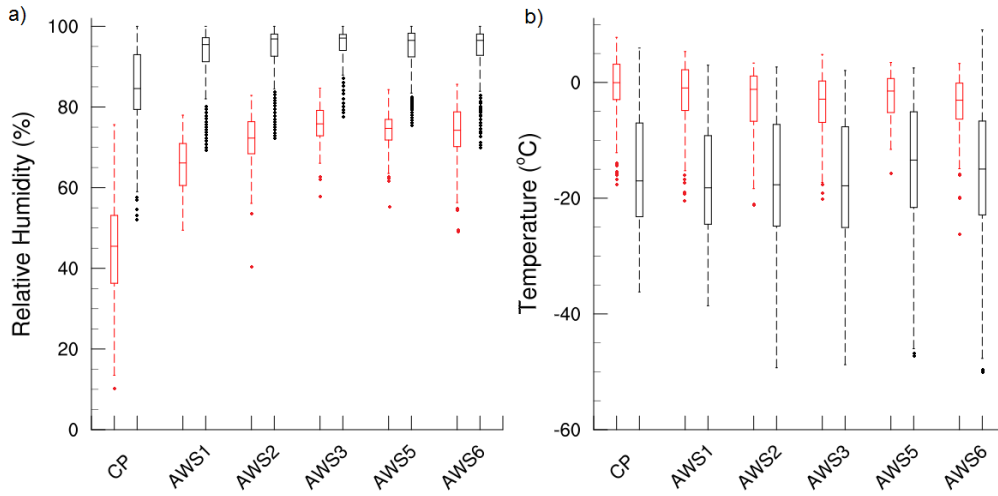 a)
Relative Humidity (%)
100
80
60
40
20
0
CP
AWS1
AWS2
AWS3
AWS5
AWS6
b)
Temperature (°C)
0
-20
-40
-60
CP
AWS1
AWS2
AWS3
AWS5
AWS6